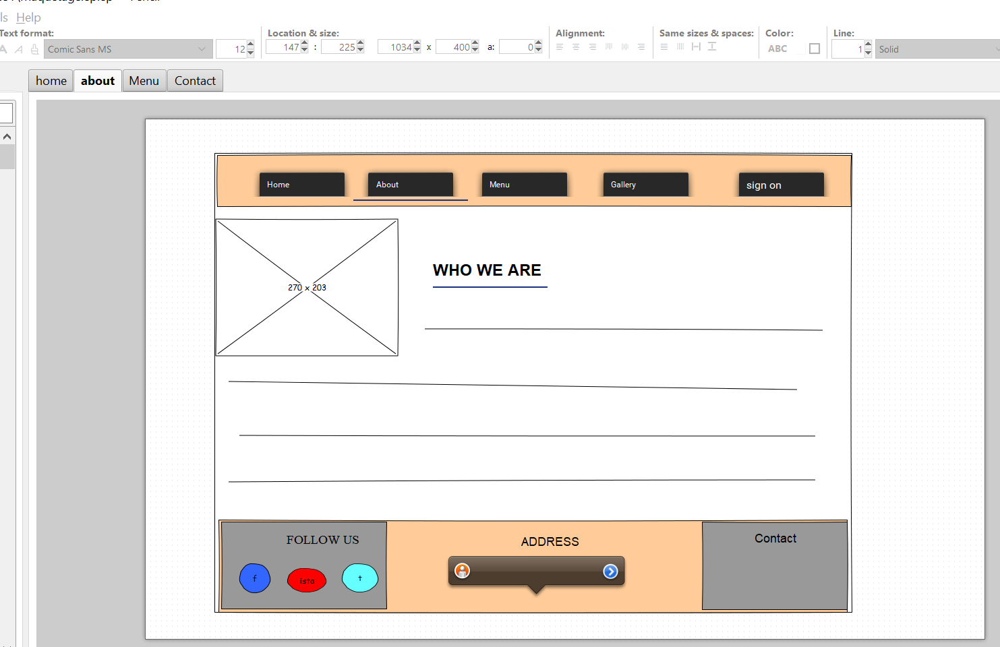 ls Help
Text format:
Location & size:
Alignment:
Same sizes & spaces:
Color:
Line:
Comic Sans MS
12
147 : 225
1034 x 400
a: 0
ABC
1
Solid
home
about
Menu
Contact
Home
About
Menu
Gallery
sign on
270 x 203
WHO WE ARE
FOLLOW US
f
ista
t
ADDRESS
Contact